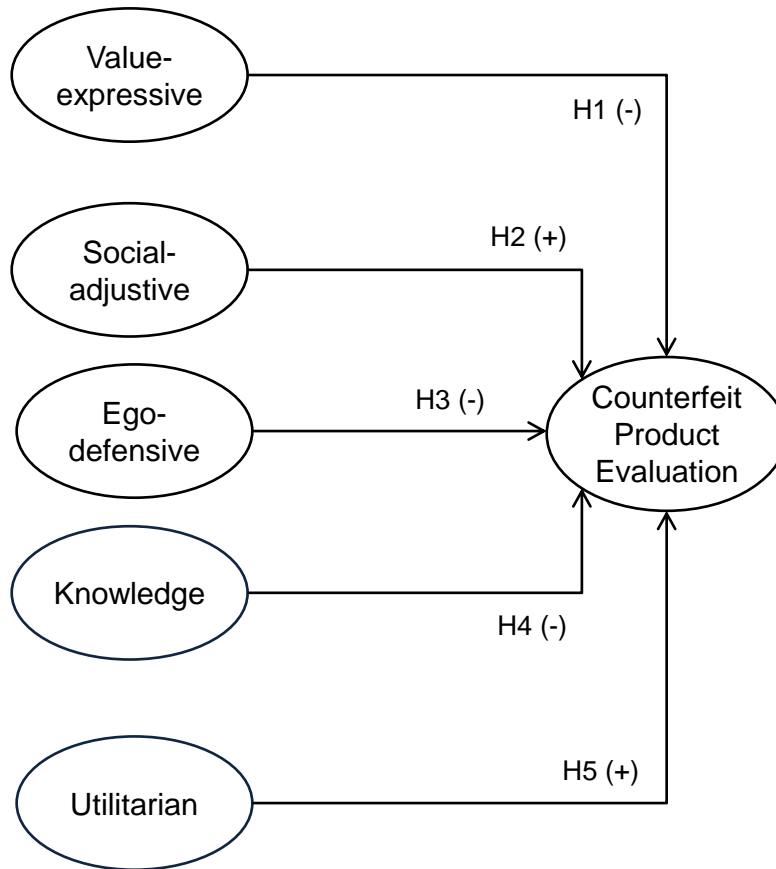 Value-
expressive
H1 (-)
Social-
adjustive
H2 (+)
Ego-
defensive
H3 (-)
Counterfeit
Product
Evaluation
Knowledge
H4 (-)
Utilitarian
H5 (+)